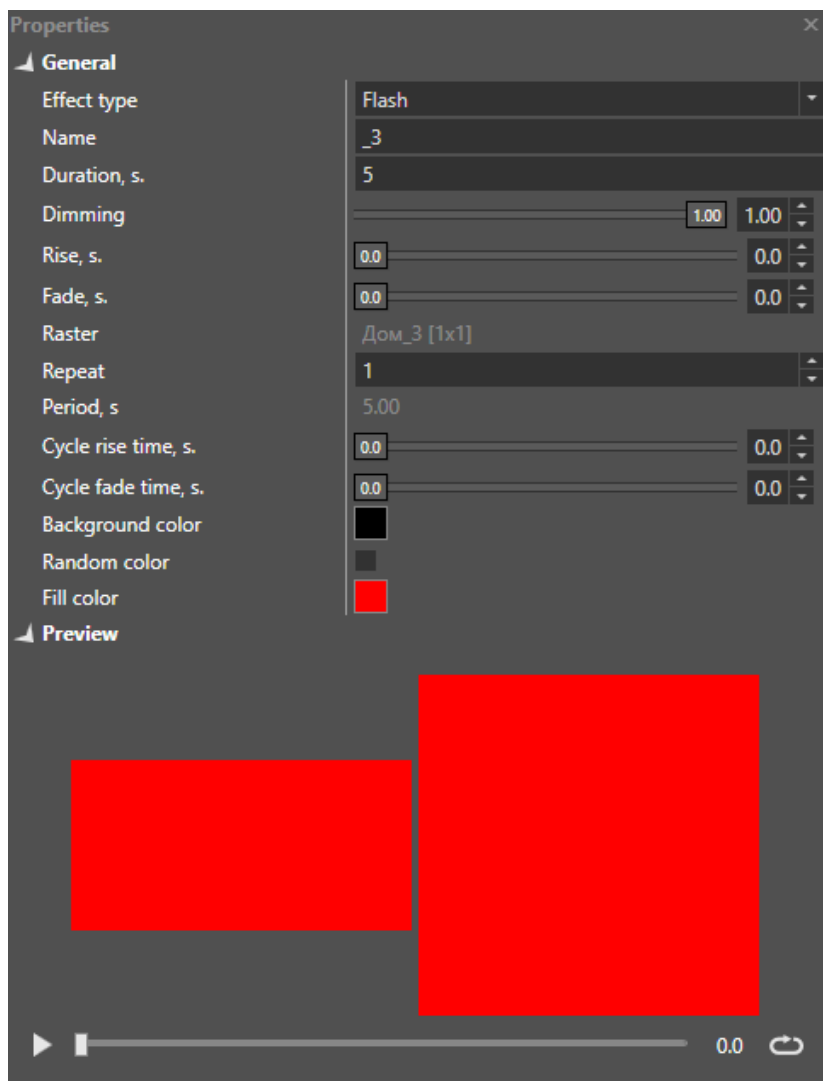 Properties
General
Effect type Flash
Name _3
Duration, s. 5
Dimming 1.00 1.00
Rise, s. 0.0 0.0
Fade, s. 0.0 0.0
Raster Дом_3 [1x1]
Repeat 1
Period, s 5.00
Cycle rise time, s. 0.0 0.0
Cycle fade time, s. 0.0 0.0
Background color
Random color
Fill color
Preview
0.0